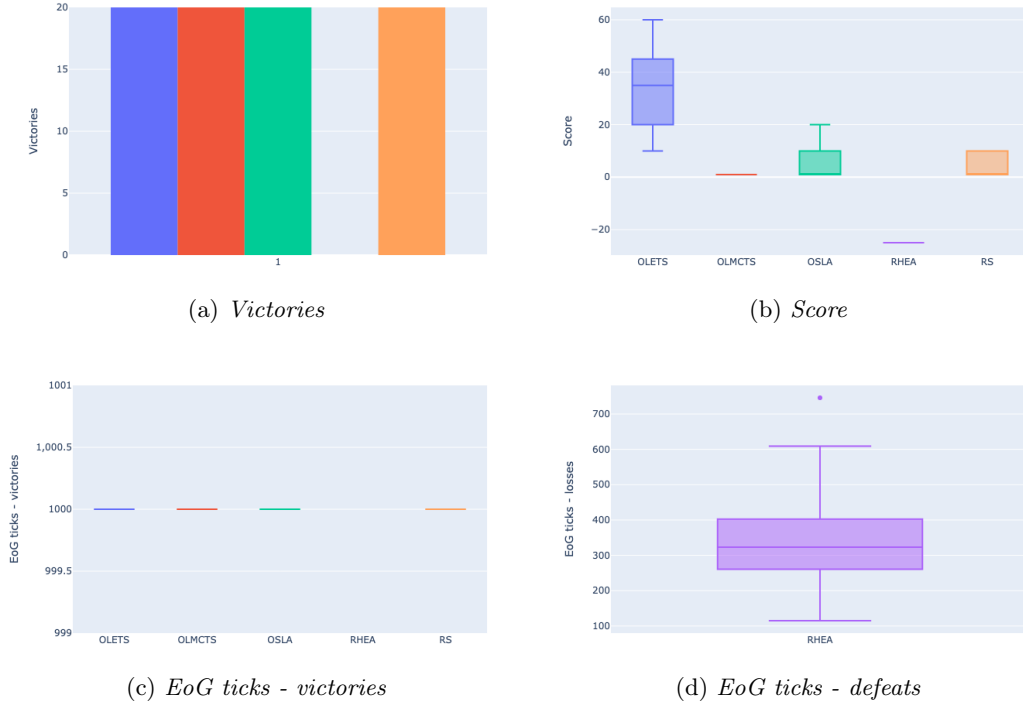 20
15
10
5
0
Victories
1
(a) Victories
60
40
20
0
−20
Score
OLETS OLMCTS OSLA RHEA RS
(b) Score
1001
1,000.5
1000
999.5
999
EoG ticks - victories
OLETS OLMCTS OSLA RHEA RS
(c) EoG ticks - victories
700
600
500
400
300
200
100
EoG ticks - losses
RHEA
(d) EoG ticks - defeats